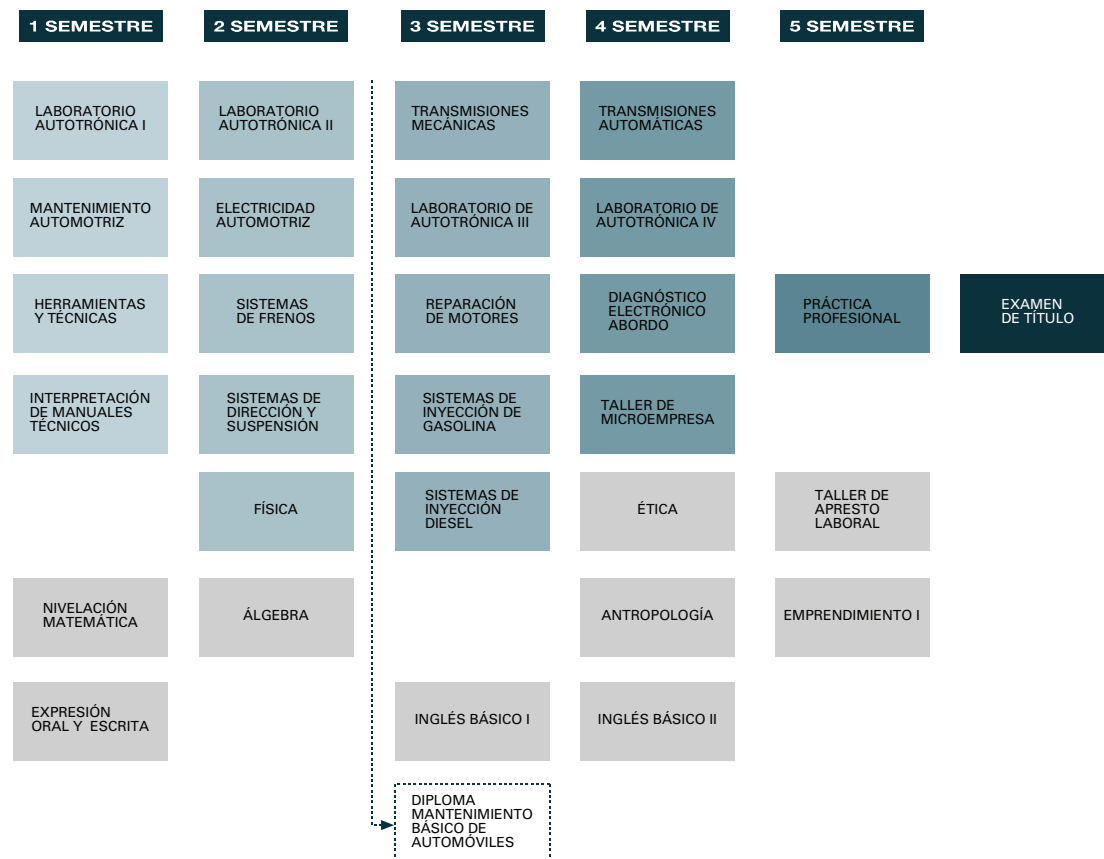 1 SEMESTRE
2 SEMESTRE
3 SEMESTRE
4 SEMESTRE
5 SEMESTRE
LABORATORIO
AUTOTRÓNICA I
LABORATORIO
AUTOTRÓNICA II
TRANSMISIONES
MECÁNICAS
TRANSMISIONES
AUTOMÁTICAS
MANTENIMIENTO
AUTOMOTRIZ
ELECTRICIDAD
AUTOMOTRIZ
LABORATORIO DE
AUTOTRÓNICA III
LABORATORIO DE
AUTOTRÓNICA IV
HERRAMIENTAS
Y TÉCNICAS
SISTEMAS
DE FRENOS
REPARACIÓN
DE MOTORES
DIAGNÓSTICO
ELECTRÓNICO
ABORDO
PRÁCTICA
PROFESIONAL
EXAMEN
DE TÍTULO
INTERPRETACIÓN
DE MANUALES
TÉCNICOS
SISTEMAS DE
DIRECCIÓN Y
SUSPENSIÓN
SISTEMAS DE
INYECCIÓN DE
GASOLINA
TALLER DE
MICROEMPRESA
FÍSICA
SISTEMAS DE
INYECCIÓN
DIESEL
ÉTICA
TALLER DE
APRESTO
LABORAL
NIVELACIÓN
MATEMÁTICA
ÁLGEBRA
ANTROPOLOGÍA
EMPRENDIMIENTO I
EXPRESIÓN
ORAL Y ESCRITA
INGLÉS BÁSICO I
INGLÉS BÁSICO II
DIPLOMA
MANTENIMIENTO
BÁSICO DE
AUTOMÓVILES